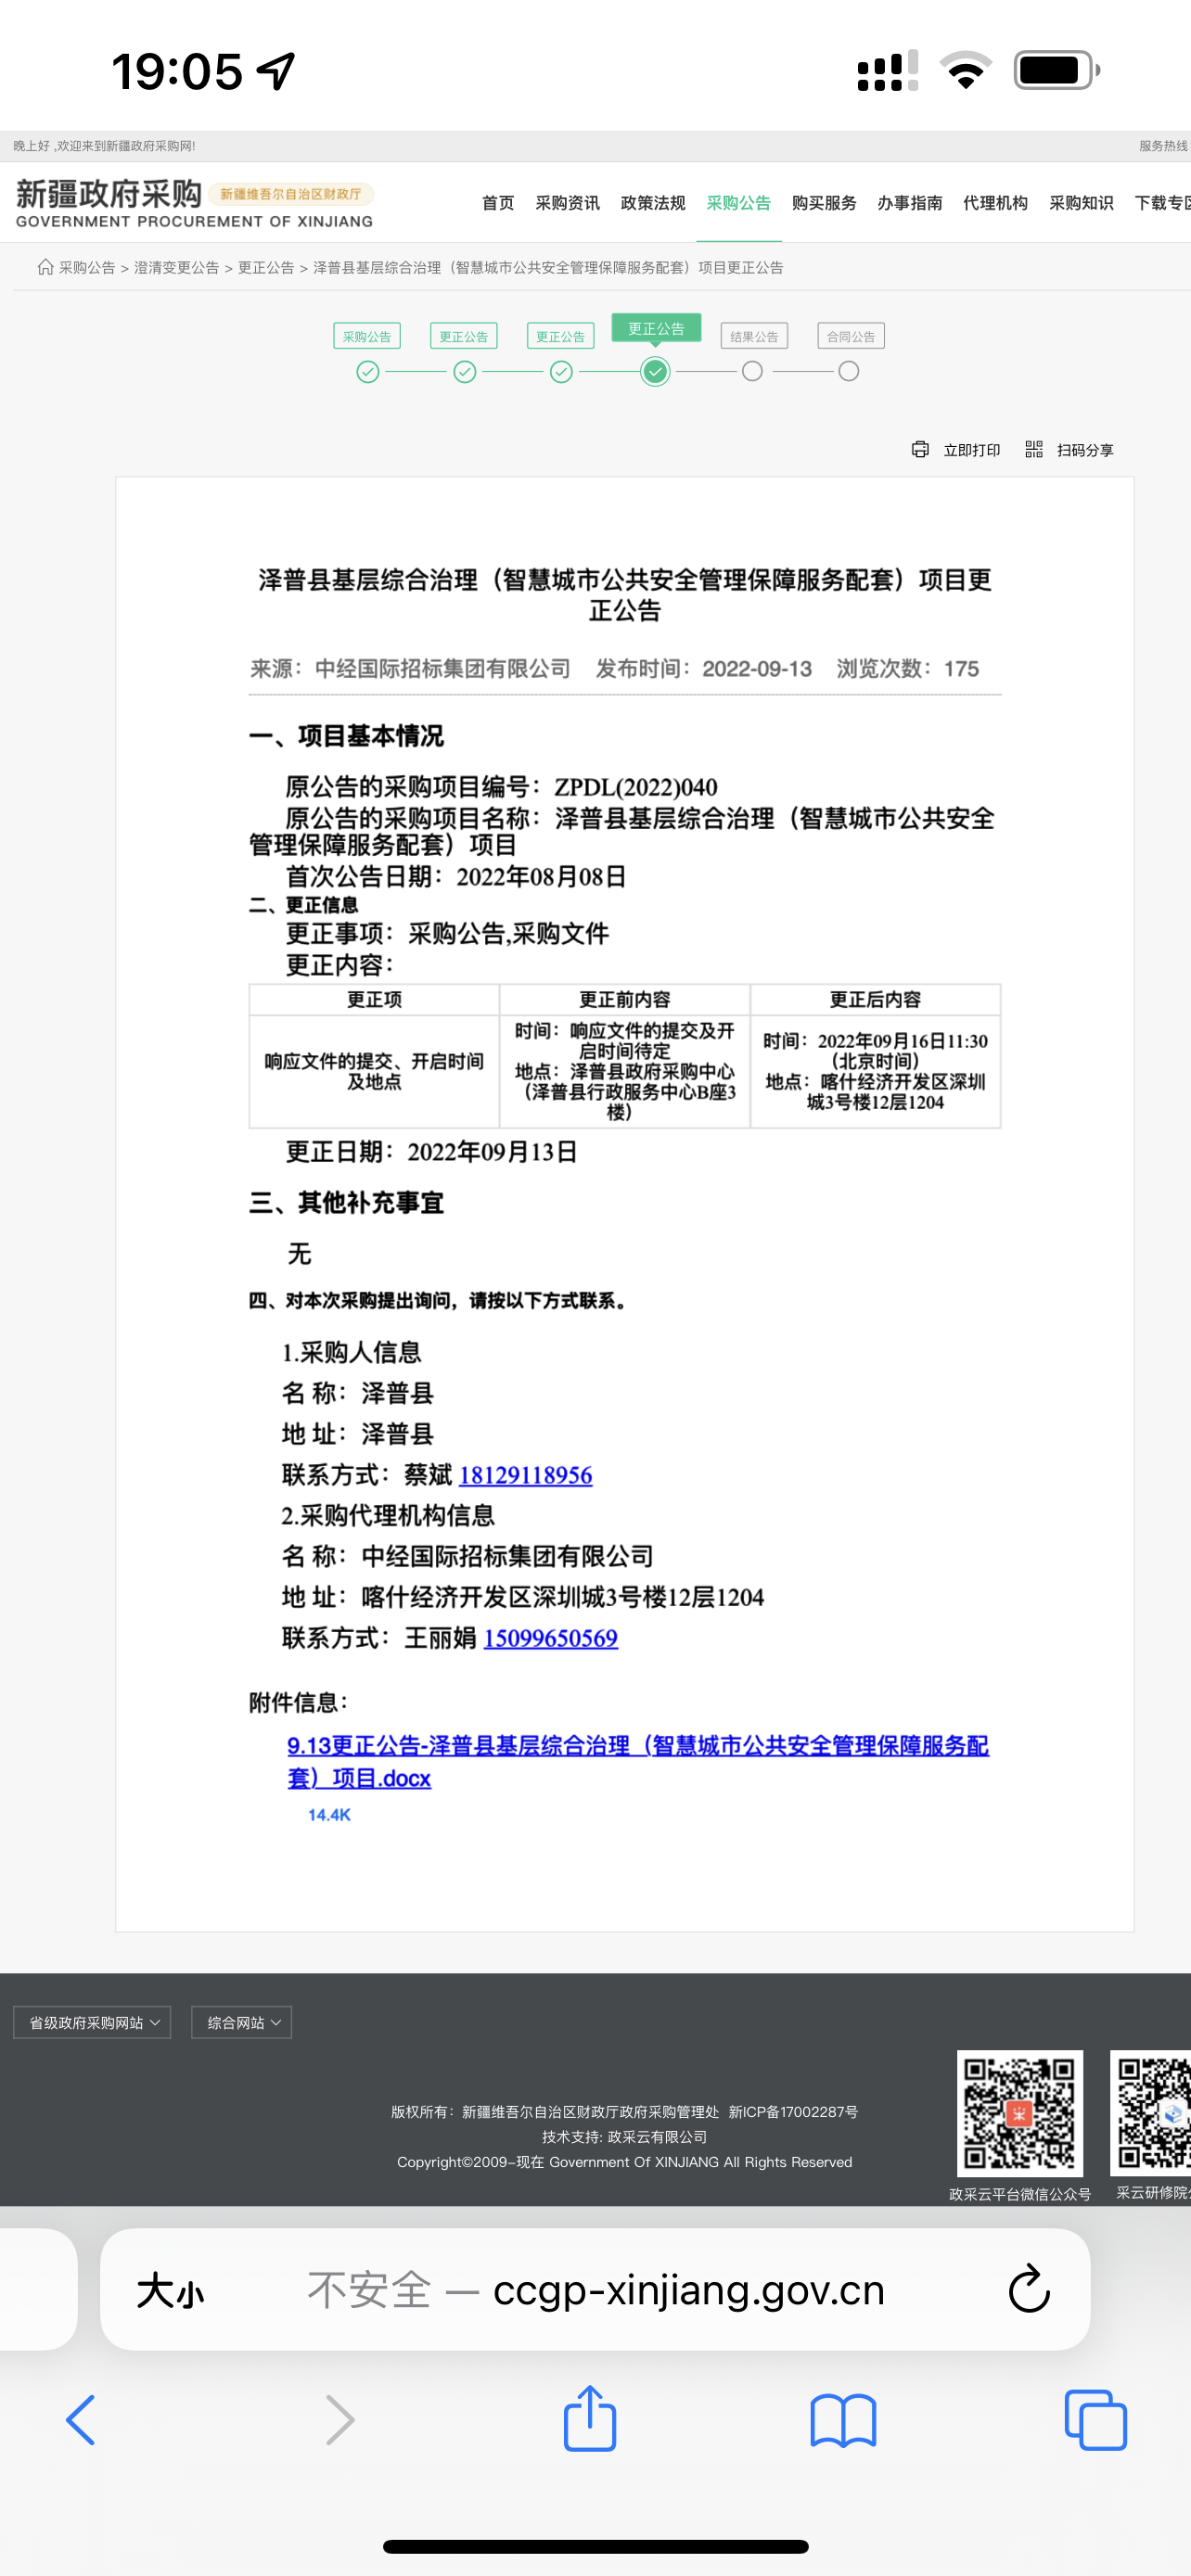 19:05
晚上好 ,欢迎来到新疆政府采购网!
服务热线
新疆政府采购 新疆维吾尔自治区财政厅
GOVERNMENT PROCUREMENT OF XINJIANG
首页 采购资讯 政策法规 采购公告 购买服务 办事指南 代理机构 采购知识 下载专区
采购公告 > 澄清变更公告 > 更正公告 > 泽普县基层综合治理（智慧城市公共安全管理保障服务配套）项目更正公告
采购公告 更正公告 更正公告 更正公告 结果公告 合同公告
立即打印 扫码分享
泽普县基层综合治理（智慧城市公共安全管理保障服务配套）项目更
正公告
来源：中经国际招标集团有限公司 发布时间：2022-09-13 浏览次数：175
一、项目基本情况
原公告的采购项目编号：ZPDL(2022)040
原公告的采购项目名称：泽普县基层综合治理（智慧城市公共安全
管理保障服务配套）项目
首次公告日期：2022年08月08日
二、更正信息
更正事项：采购公告,采购文件
更正内容：
更正项 更正前内容 更正后内容
响应文件的提交、开启时间
及地点
时间：响应文件的提交及开
启时间待定
地点：泽普县政府采购中心
（泽普县行政服务中心B座3
楼）
时间：2022年09月16日11:30
（北京时间）
地点：喀什经济开发区深圳
城3号楼12层1204
更正日期：2022年09月13日
三、其他补充事宜
无
四、对本次采购提出询问，请按以下方式联系。
1.采购人信息
名 称：泽普县
地 址：泽普县
联系方式：蔡斌 18129118956
2.采购代理机构信息
名 称：中经国际招标集团有限公司
地 址：喀什经济开发区深圳城3号楼12层1204
联系方式：王丽娟 15099650569
附件信息：
9.13更正公告-泽普县基层综合治理（智慧城市公共安全管理保障服务配
套）项目.docx
14.4K
省级政府采购网站 综合网站
版权所有：新疆维吾尔自治区财政厅政府采购管理处 新ICP备17002287号
技术支持: 政采云有限公司
Copyright©2009-现在 Government Of XINJIANG All Rights Reserved
政采云平台微信公众号 采云研修院
大小 不安全 — ccgp-xinjiang.gov.cn